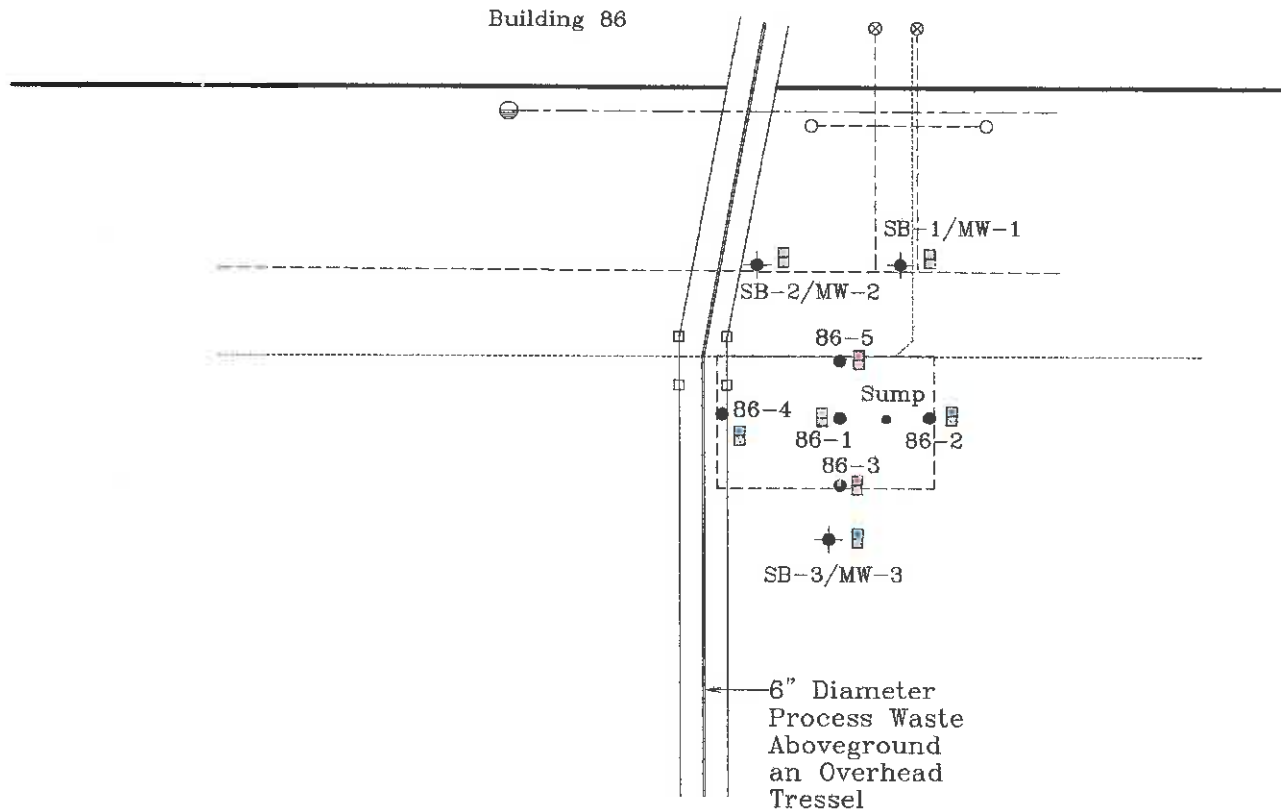 Building 86
SB-1/MW-1
SB-2/MW-2
86-5
Sump
86-4
86-1
86-2
86-3
SB-3/MW-3
6" Diameter
Process Waste
Aboveground
an Overhead
Tressel